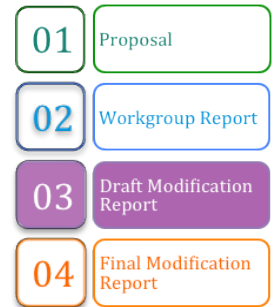 01 Proposal
02 Workgroup Report
03 Draft Modification
Report
04 Final Modification
Report